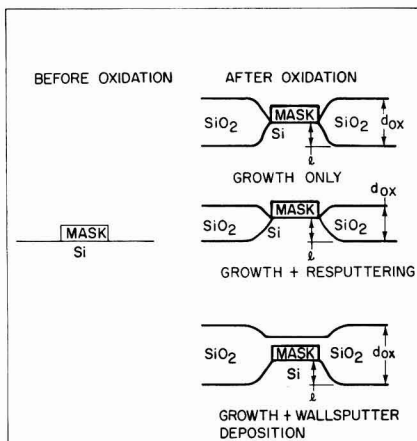 BEFORE OXIDATION
AFTER OXIDATION
MASK
Si
MASK
SiO2
Si
SiO2
dox
ℓ
GROWTH ONLY
MASK
SiO2
Si
SiO2
dox
ℓ
GROWTH + RESPUTTERING
SiO2
MASK
SiO2
Si
dox
ℓ
GROWTH + WALLSPUTTER
DEPOSITION